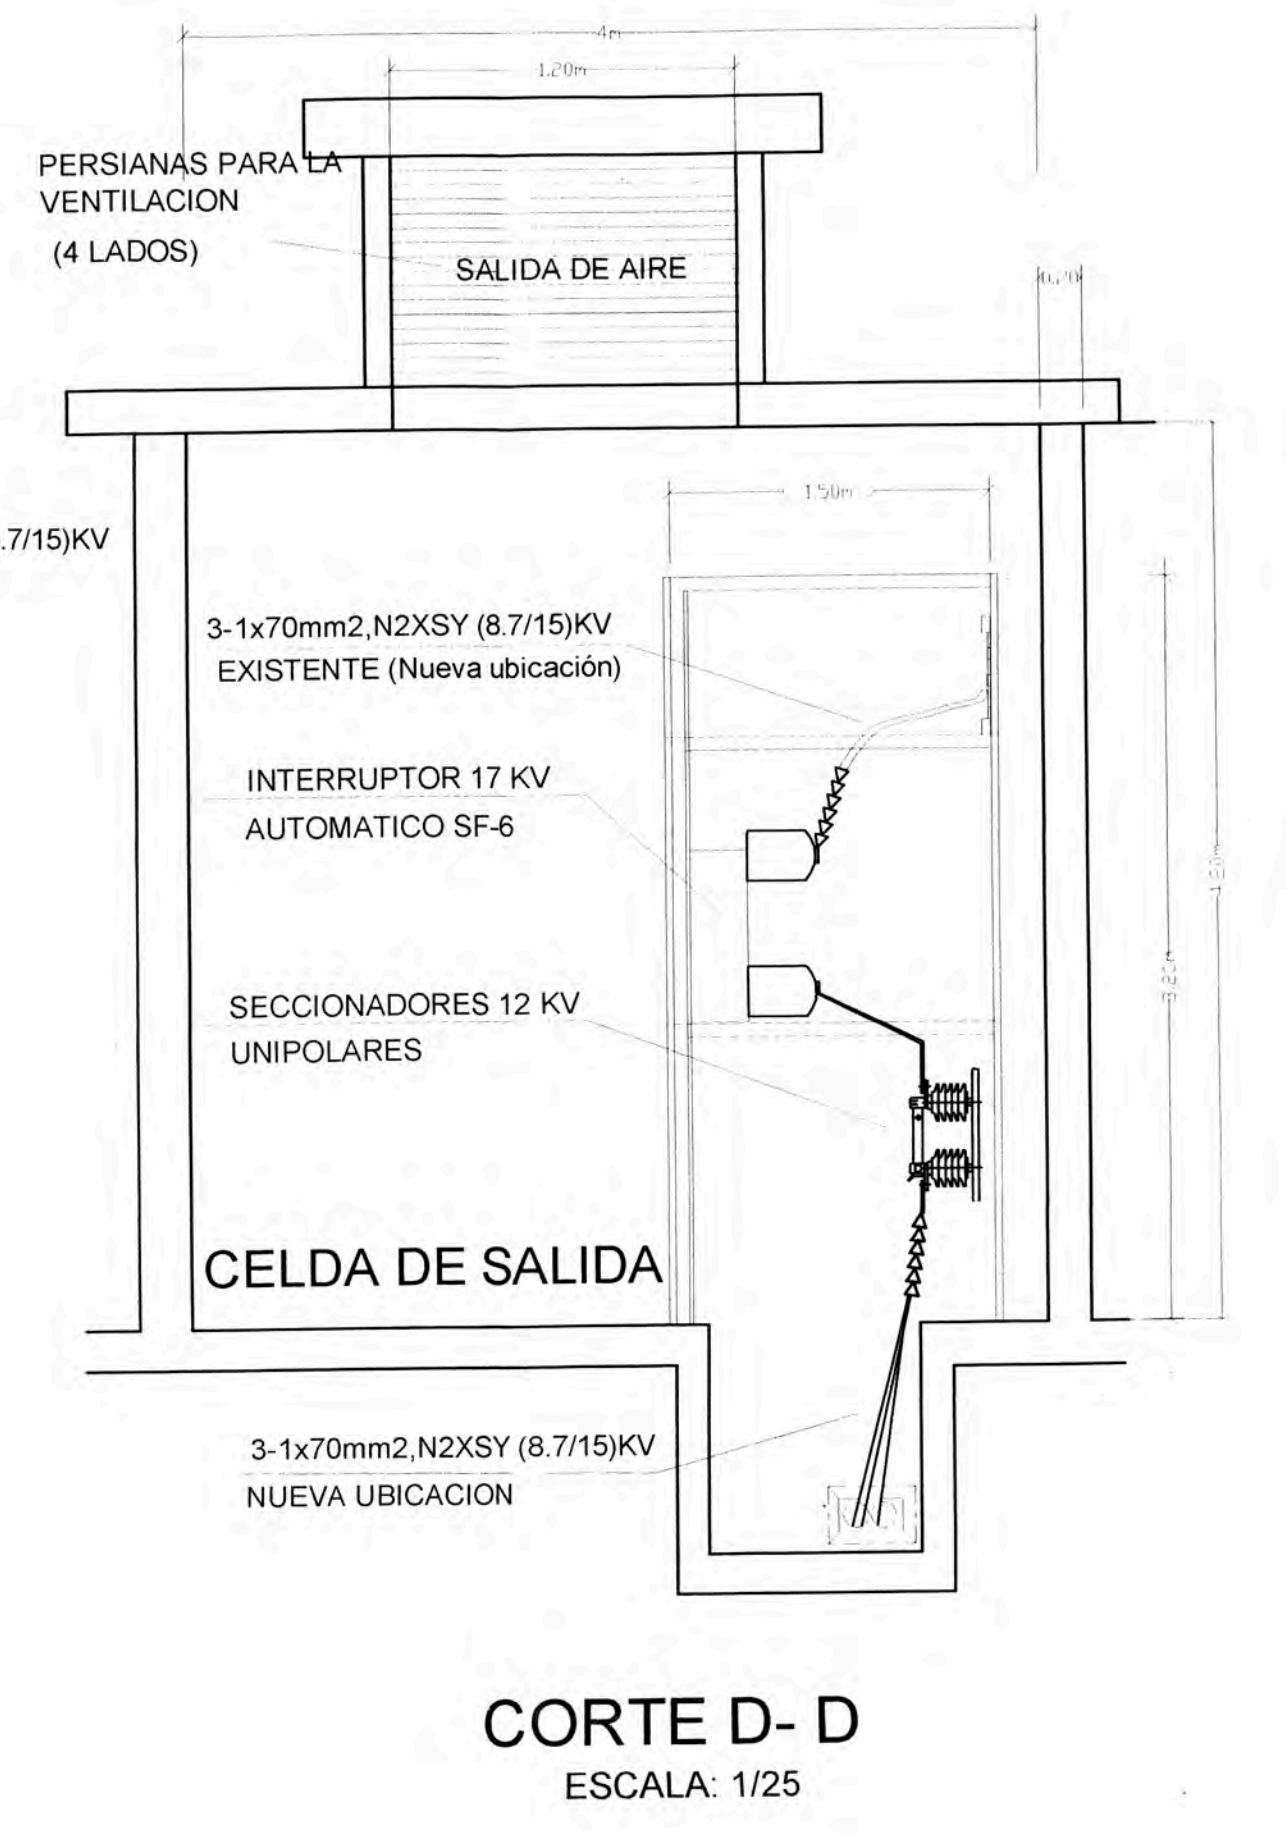 4m
1.20m
PERSIANAS PARA LA
VENTILACION
(4 LADOS)
SALIDA DE AIRE
0.20
1.50m
.7/15)KV
3-1x70mm2,N2XSY (8.7/15)KV
EXISTENTE (Nueva ubicación)
INTERRUPTOR 17 KV
AUTOMATICO SF-6
SECCIONADORES 12 KV
UNIPOLARES
CELDA DE SALIDA
3-1x70mm2,N2XSY (8.7/15)KV
NUEVA UBICACION
CORTE D- D
ESCALA: 1/25